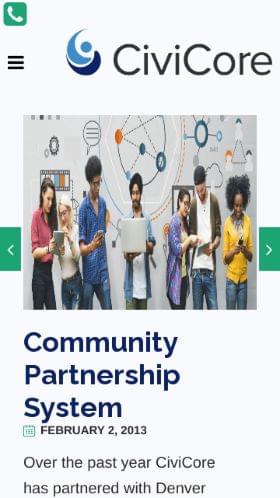 CiviCore
Community
Partnership
System
FEBRUARY 2, 2013
Over the past year CiviCore
has partnered with Denver